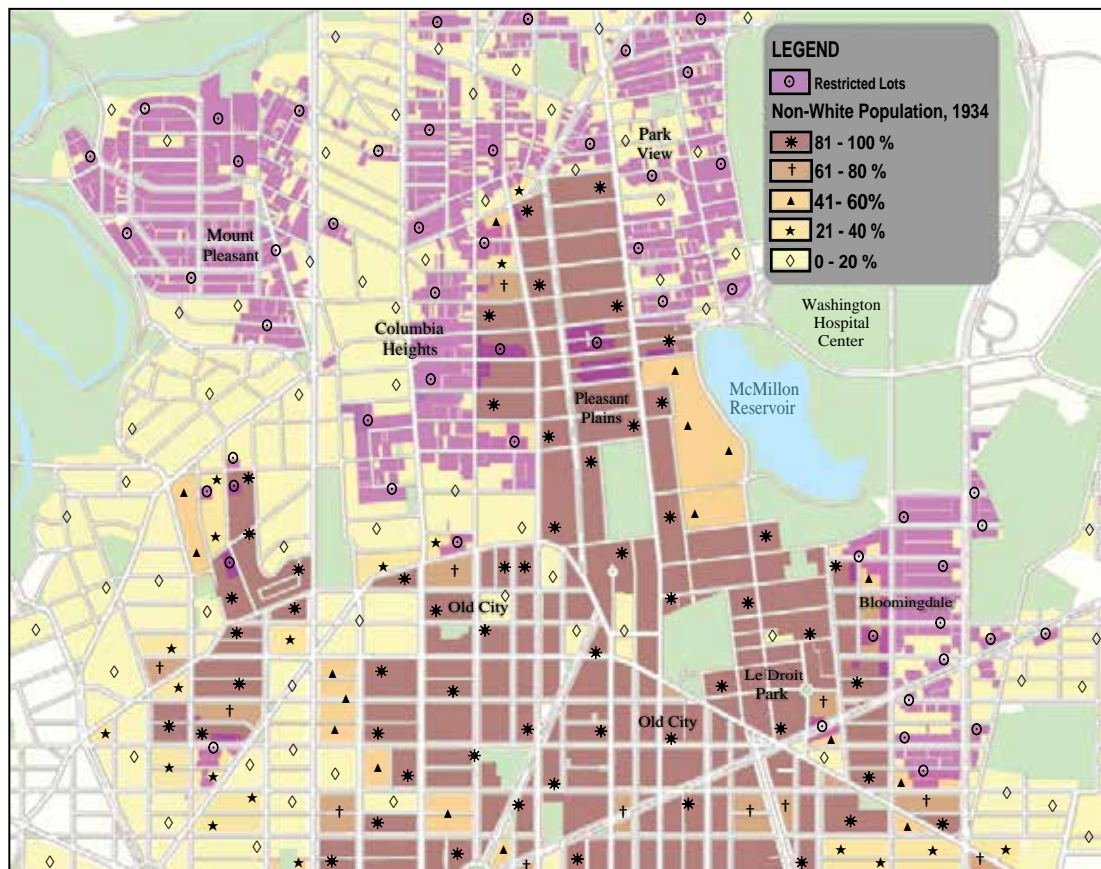 LEGEND
Restricted Lots
Non-White Population, 1934
81 - 100 %
61 - 80 %
41- 60%
21 - 40 %
0 - 20 %
Park
View
Mount
Pleasant
Washington
Hospital
Center
Columbia
Heights
McMillon
Reservoir
Pleasant
Plains
Old City
Bloomingdale
Le Droit
Park
Old City